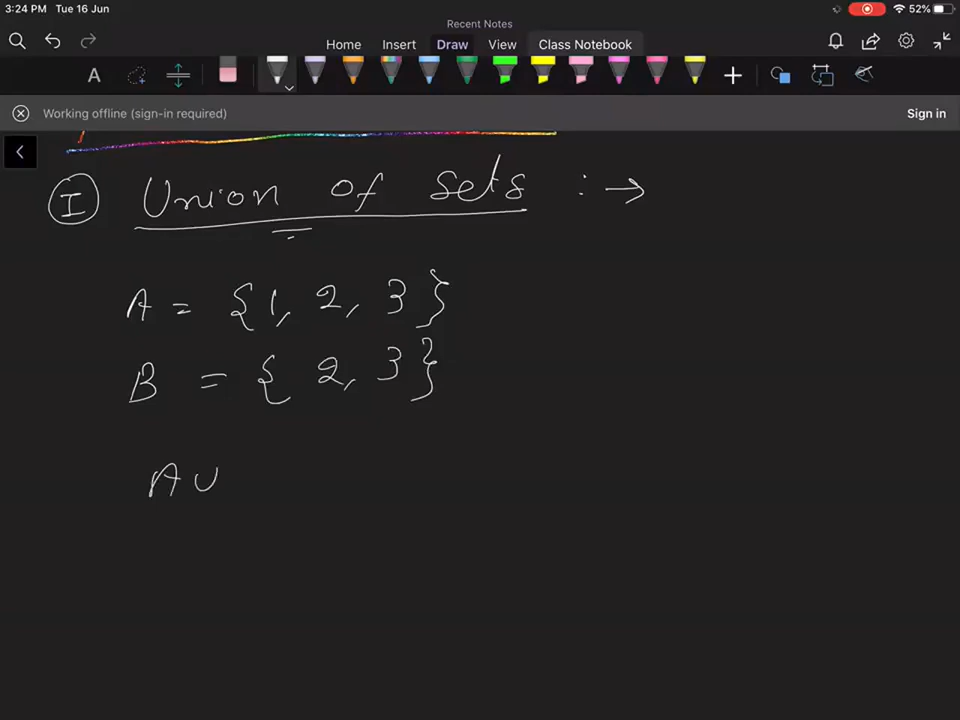 3:24 PM Tue 16 Jun
52%
Recent Notes
Home Insert Draw View Class Notebook
A
Working offline (sign-in required) Sign in
I Union of sets : →
A = {1, 2, 3}
B = { 2, 3}
A ∪